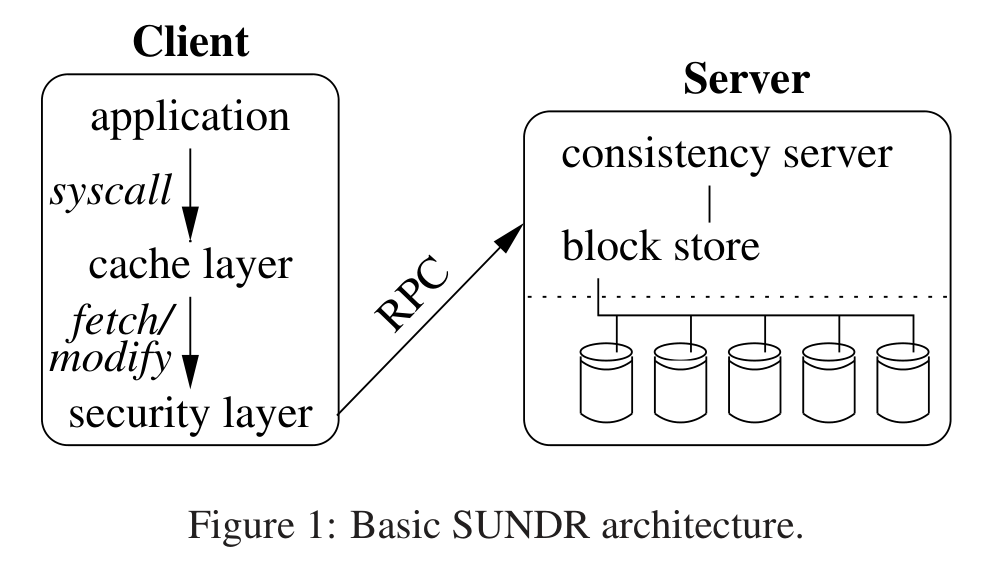 Client
application
syscall
cache layer
fetch/
modify
security layer
RPC
Server
consistency server
block store
Figure 1: Basic SUNDR architecture.